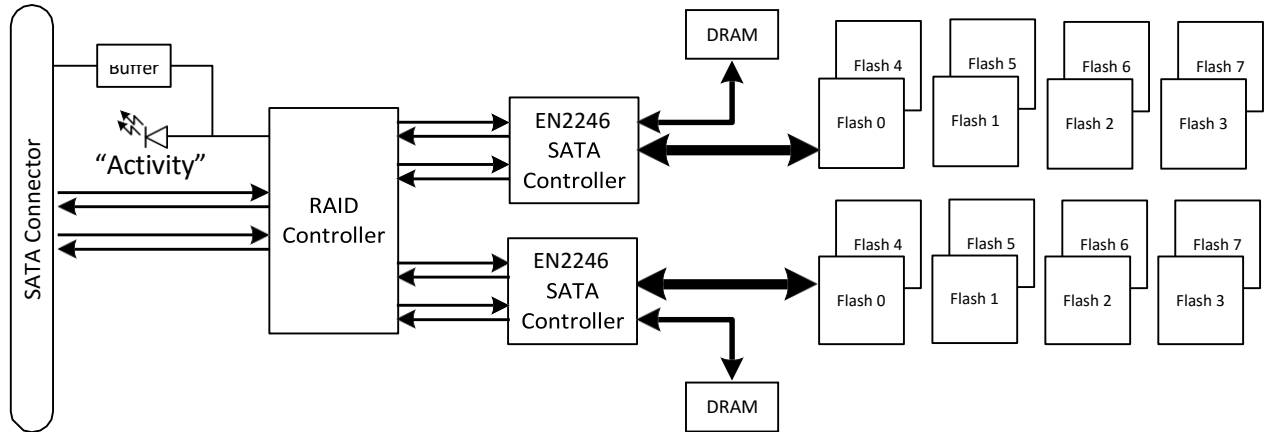 SATA Connector
Buffer
“Activity”
RAID
Controller
EN2246
SATA
Controller
DRAM
Flash 4
Flash 5
Flash 6
Flash 7
Flash 0
Flash 1
Flash 2
Flash 3
EN2246
SATA
Controller
DRAM
Flash 4
Flash 5
Flash 6
Flash 7
Flash 0
Flash 1
Flash 2
Flash 3